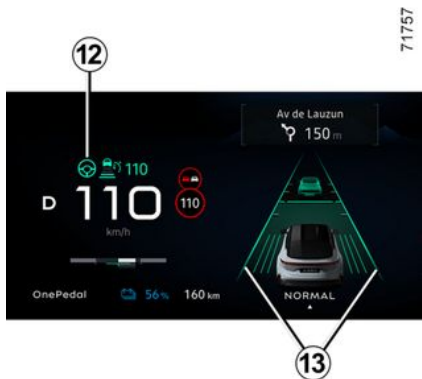 71757
12
Av de Lauzun
150 m
110
D 110 110
km/h
OnePedal 56% 160 km
NORMAL
13